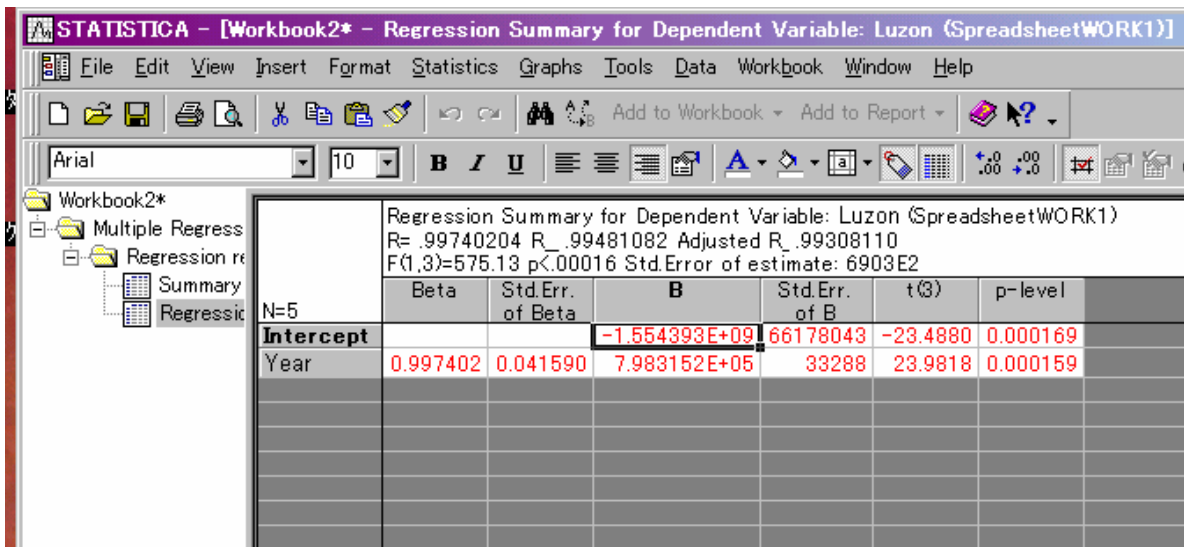 STATISTICA - [Workbook2* - Regression Summary for Dependent Variable: Luzon (SpreadsheetWORK1)]
File Edit View Insert Format Statistics Graphs Tools Data Workbook Window Help
Add to Workbook Add to Report
Arial 10 B I U A
Workbook2*
Multiple Regress
Regression re
Summary
Regressic
Regression Summary for Dependent Variable: Luzon (SpreadsheetWORK1)
R= .99740204 R_ .99481082 Adjusted R_ .99308110
F(1,3)=575.13 p<.00016 Std.Error of estimate: 6903E2
N=5 Beta Std.Err. of Beta B Std.Err. of B t(3) p-level
Intercept -1.554393E+09 66178043 -23.4880 0.000169
Year 0.997402 0.041590 7.983152E+05 33288 23.9818 0.000159